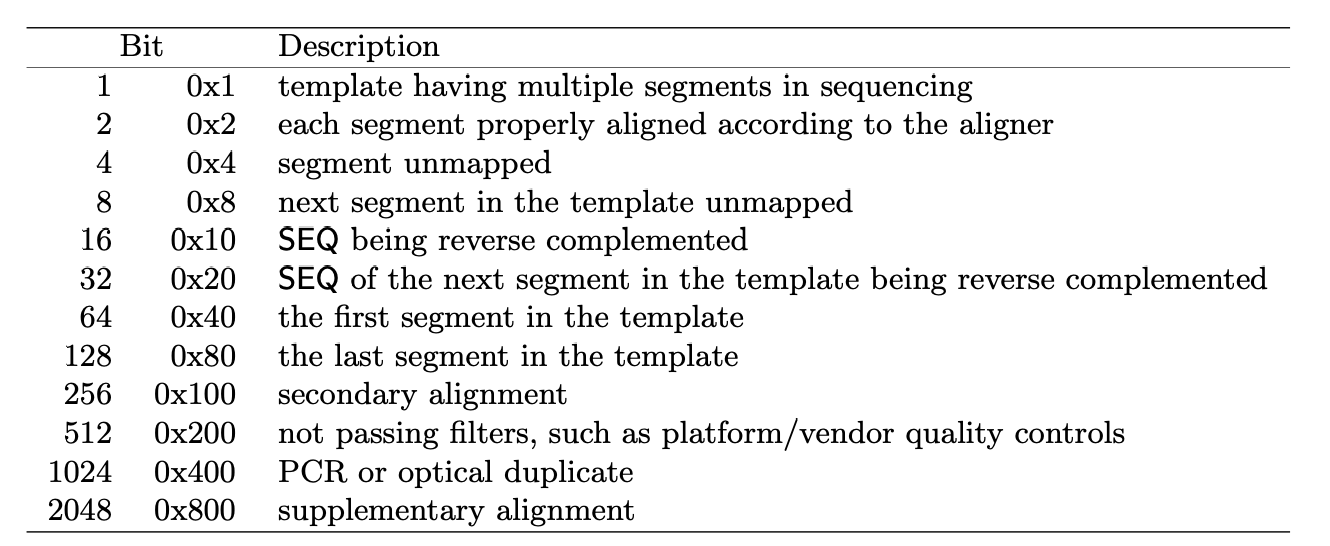 Bit Description
1 0x1 template having multiple segments in sequencing
2 0x2 each segment properly aligned according to the aligner
4 0x4 segment unmapped
8 0x8 next segment in the template unmapped
16 0x10 SEQ being reverse complemented
32 0x20 SEQ of the next segment in the template being reverse complemented
64 0x40 the first segment in the template
128 0x80 the last segment in the template
256 0x100 secondary alignment
512 0x200 not passing filters, such as platform/vendor quality controls
1024 0x400 PCR or optical duplicate
2048 0x800 supplementary alignment